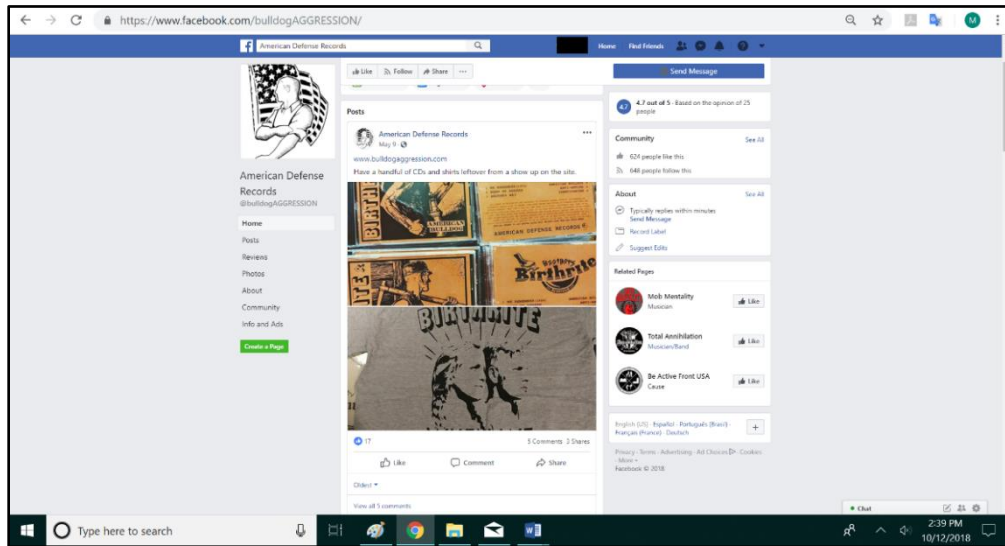 https://www.facebook.com/bulldogAGGRESSION/
M
American Defense Records
Home
Find Friends
Like
Follow
Share
Send Message
American Defense
Records
@bulldogAGGRESSION
Home
Posts
Reviews
Photos
About
Community
Info and Ads
Create a Page
Posts
American Defense Records
May 9
www.bulldogaggression.com
Have a handful of CDs and shirts leftover from a show up on the site.
BIRTHRITE
AMERICAN
BULLDOG
AMERICAN DEFENSE RECORDS
Birthrite
BIRTHRITE
17
5 Comments 3 Shares
Like
Comment
Share
Oldest
View all 5 comments
4.7
4.7 out of 5 · Based on the opinion of 25
people
Community
See All
624 people like this
646 people follow this
About
See All
Typically replies within minutes
Send Message
Record Label
Suggest Edits
Related Pages
Mob Mentality
Musician
Like
Total Annihilation
Musician/Band
Like
Be Active Front USA
Cause
Like
English (US) · Español · Português (Brasil) ·
Français (France) · Deutsch
Privacy · Terms · Advertising · Ad Choices · Cookies
· More
Facebook © 2018
Chat
Type here to search
2:39 PM
10/12/2018